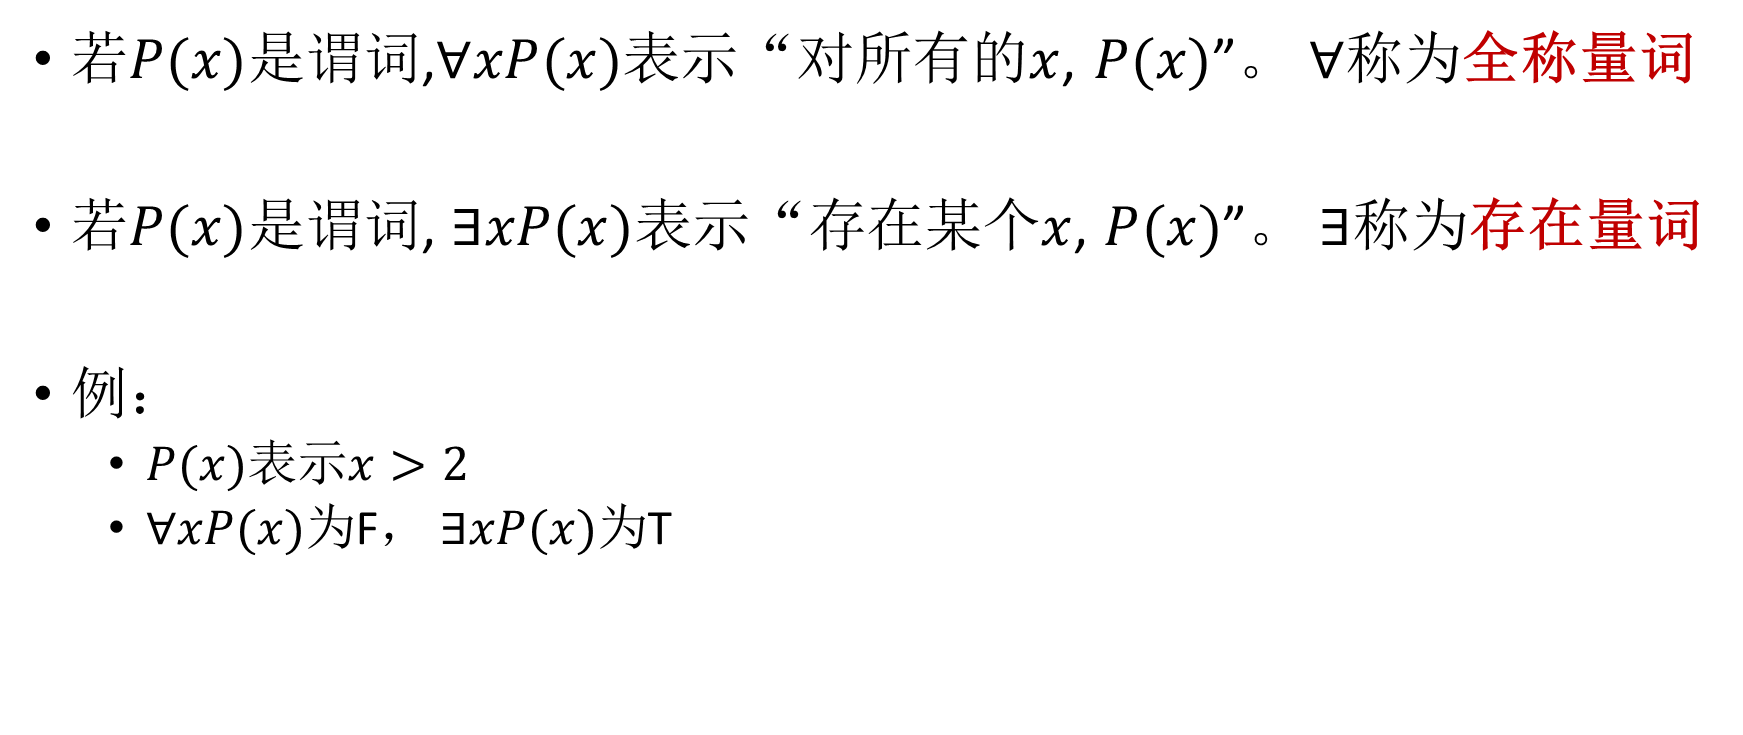 • 若P(x)是谓词,∀xP(x)表示“对所有的x, P(x)”。 ∀称为全称量词
• 若P(x)是谓词, ∃xP(x)表示“存在某个x, P(x)”。 ∃称为存在量词
• 例：
• P(x)表示x > 2
• ∀xP(x)为F， ∃xP(x)为T